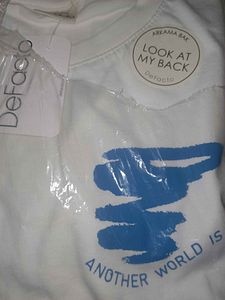 ARKAMA BAK
LOOK AT
MY BACK
DeFacto
DeFacto
ANOTHER WORLD IS